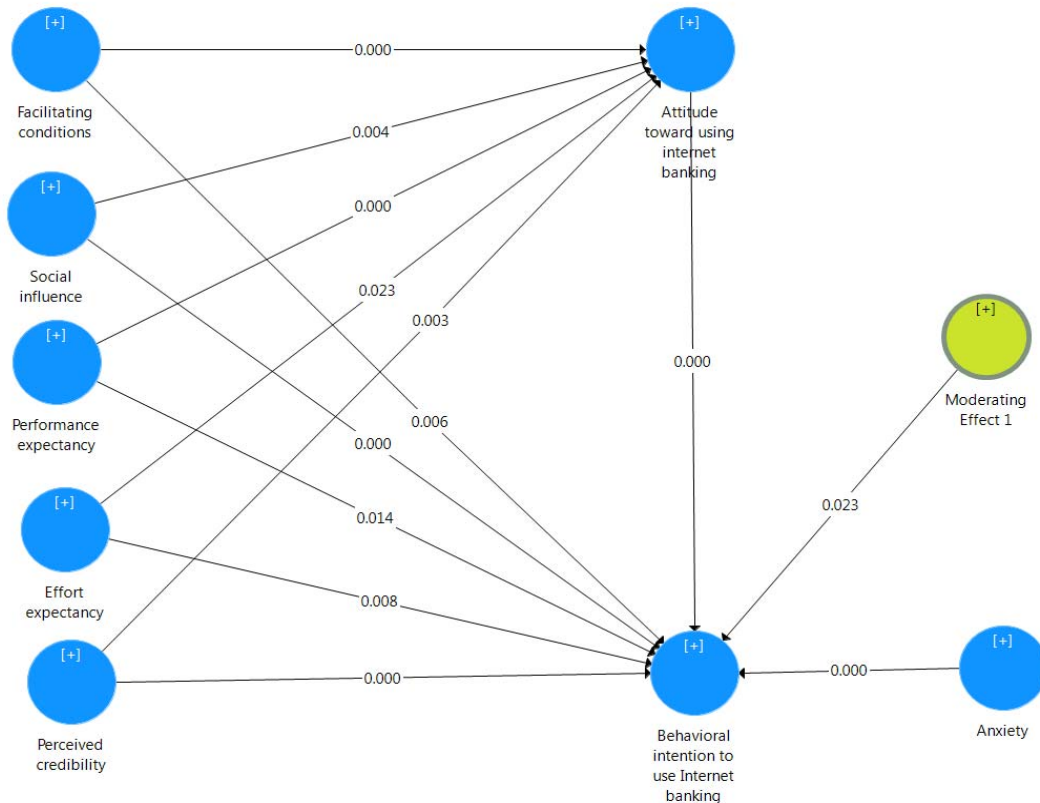 [+]
Facilitating
conditions
[+]
Social
influence
[+]
Performance
expectancy
[+]
Effort
expectancy
[+]
Perceived
credibility
0.000
0.004
0.000
0.023
0.003
0.006
0.000
0.014
0.008
0.000
[+]
Attitude
toward using
internet
banking
0.000
[+]
Behavioral
intention to
use Internet
banking
[+]
Moderating
Effect 1
0.023
0.000
[+]
Anxiety